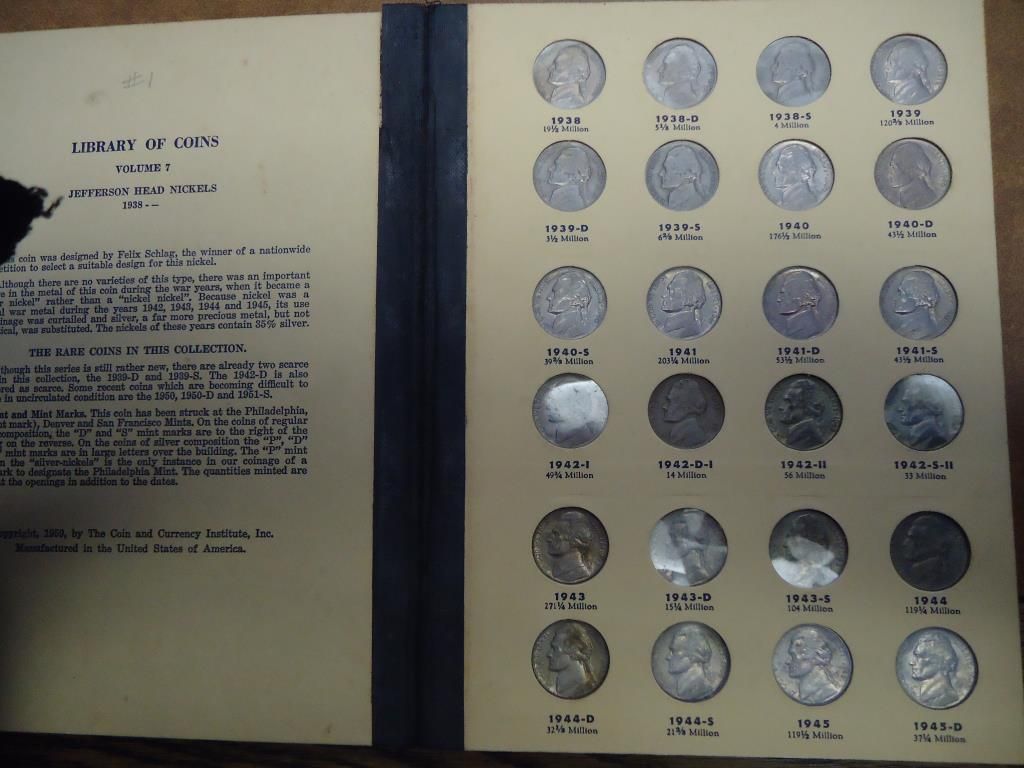 #1
LIBRARY OF COINS
VOLUME 7
JEFFERSON HEAD NICKELS
1938 - —
coin was designed by Felix Schlag, the winner of a nationwide
etition to select a suitable design for this nickel.
lthough there are no varieties of this type, there was an important
e in the metal of this coin during the war years, when it became a
r nickel" rather than a "nickel nickel". Because nickel was a
al war metal during the years 1942, 1943, 1944 and 1945, its use
inage was curtailed and silver, a far more precious metal, but not
ical, was substituted. The nickels of these years contain 35% silver.
THE RARE COINS IN THIS COLLECTION.
though this series is still rather new, there are already two scarce
in this collection, the 1939-D and 1939-S. The 1942-D is also
ered as scarce. Some recent coins which are becoming difficult to
in uncirculated condition are the 1950, 1950-D and 1951-S.
nt and Mint Marks. This coin has been struck at the Philadelphia,
t mark), Denver and San Francisco Mints. On the coins of regular
omposition, the "D" and "S" mint marks are to the right of the
g on the reverse. On the coins of silver composition the "P", "D"
mint marks are in large letters over the building. The "P" mint
n the "silver-nickels" is the only instance in our coinage of a
rk to designate the Philadelphia Mint. The quantities minted are
at the openings in addition to the dates.
opyright, 1959, by The Coin and Currency Institute, Inc.
Manufactured in the United States of America.
1938 1938-D 1938-S 1939
19½ Million 5⅜ Million 4 Million 120⅝ Million
1939-D 1939-S 1940 1940-D
3½ Million 6⅝ Million 176½ Million 43½ Million
1940-S 1941 1941-D 1941-S
39⅝ Million 203¼ Million 53½ Million 43½ Million
1942-I 1942-D-I 1942-II 1942-S-II
49¾ Million 14 Million 56 Million 33 Million
1943 1943-D 1943-S 1944
271¼ Million 15¼ Million 104 Million 119¼ Million
1944-D 1944-S 1945 1945-D
32⅓ Million 21⅝ Million 119½ Million 37¼ Million